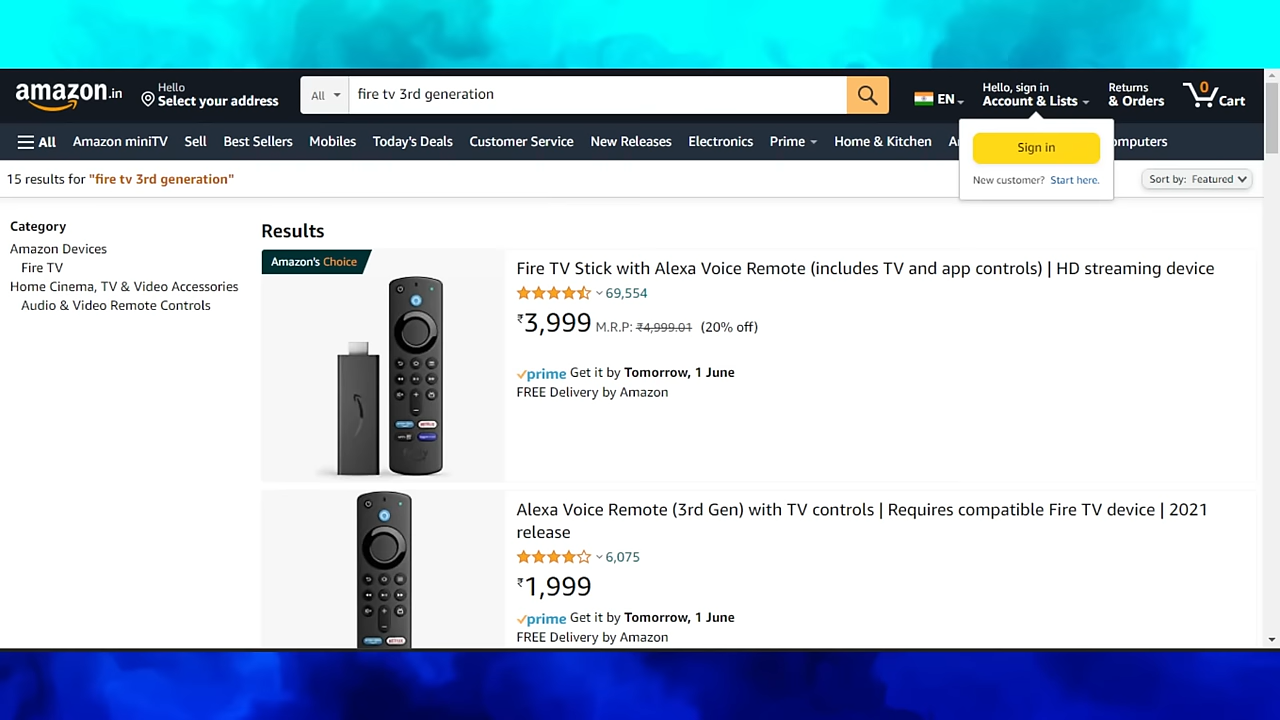 amazon.in
Hello
Select your address
All
fire tv 3rd generation
EN
Hello, sign in
Account & Lists
Returns
& Orders
0
Cart
All
Amazon miniTV
Sell
Best Sellers
Mobiles
Today's Deals
Customer Service
New Releases
Electronics
Prime
Home & Kitchen
Sign in
New customer? Start here.
15 results for "fire tv 3rd generation"
Sort by: Featured
Category
Amazon Devices
Fire TV
Home Cinema, TV & Video Accessories
Audio & Video Remote Controls
Results
Amazon's Choice
Fire TV Stick with Alexa Voice Remote (includes TV and app controls) | HD streaming device
69,554
₹3,999 M.R.P: ₹4,999.01 (20% off)
prime Get it by Tomorrow, 1 June
FREE Delivery by Amazon
Alexa Voice Remote (3rd Gen) with TV controls | Requires compatible Fire TV device | 2021
release
6,075
₹1,999
prime Get it by Tomorrow, 1 June
FREE Delivery by Amazon